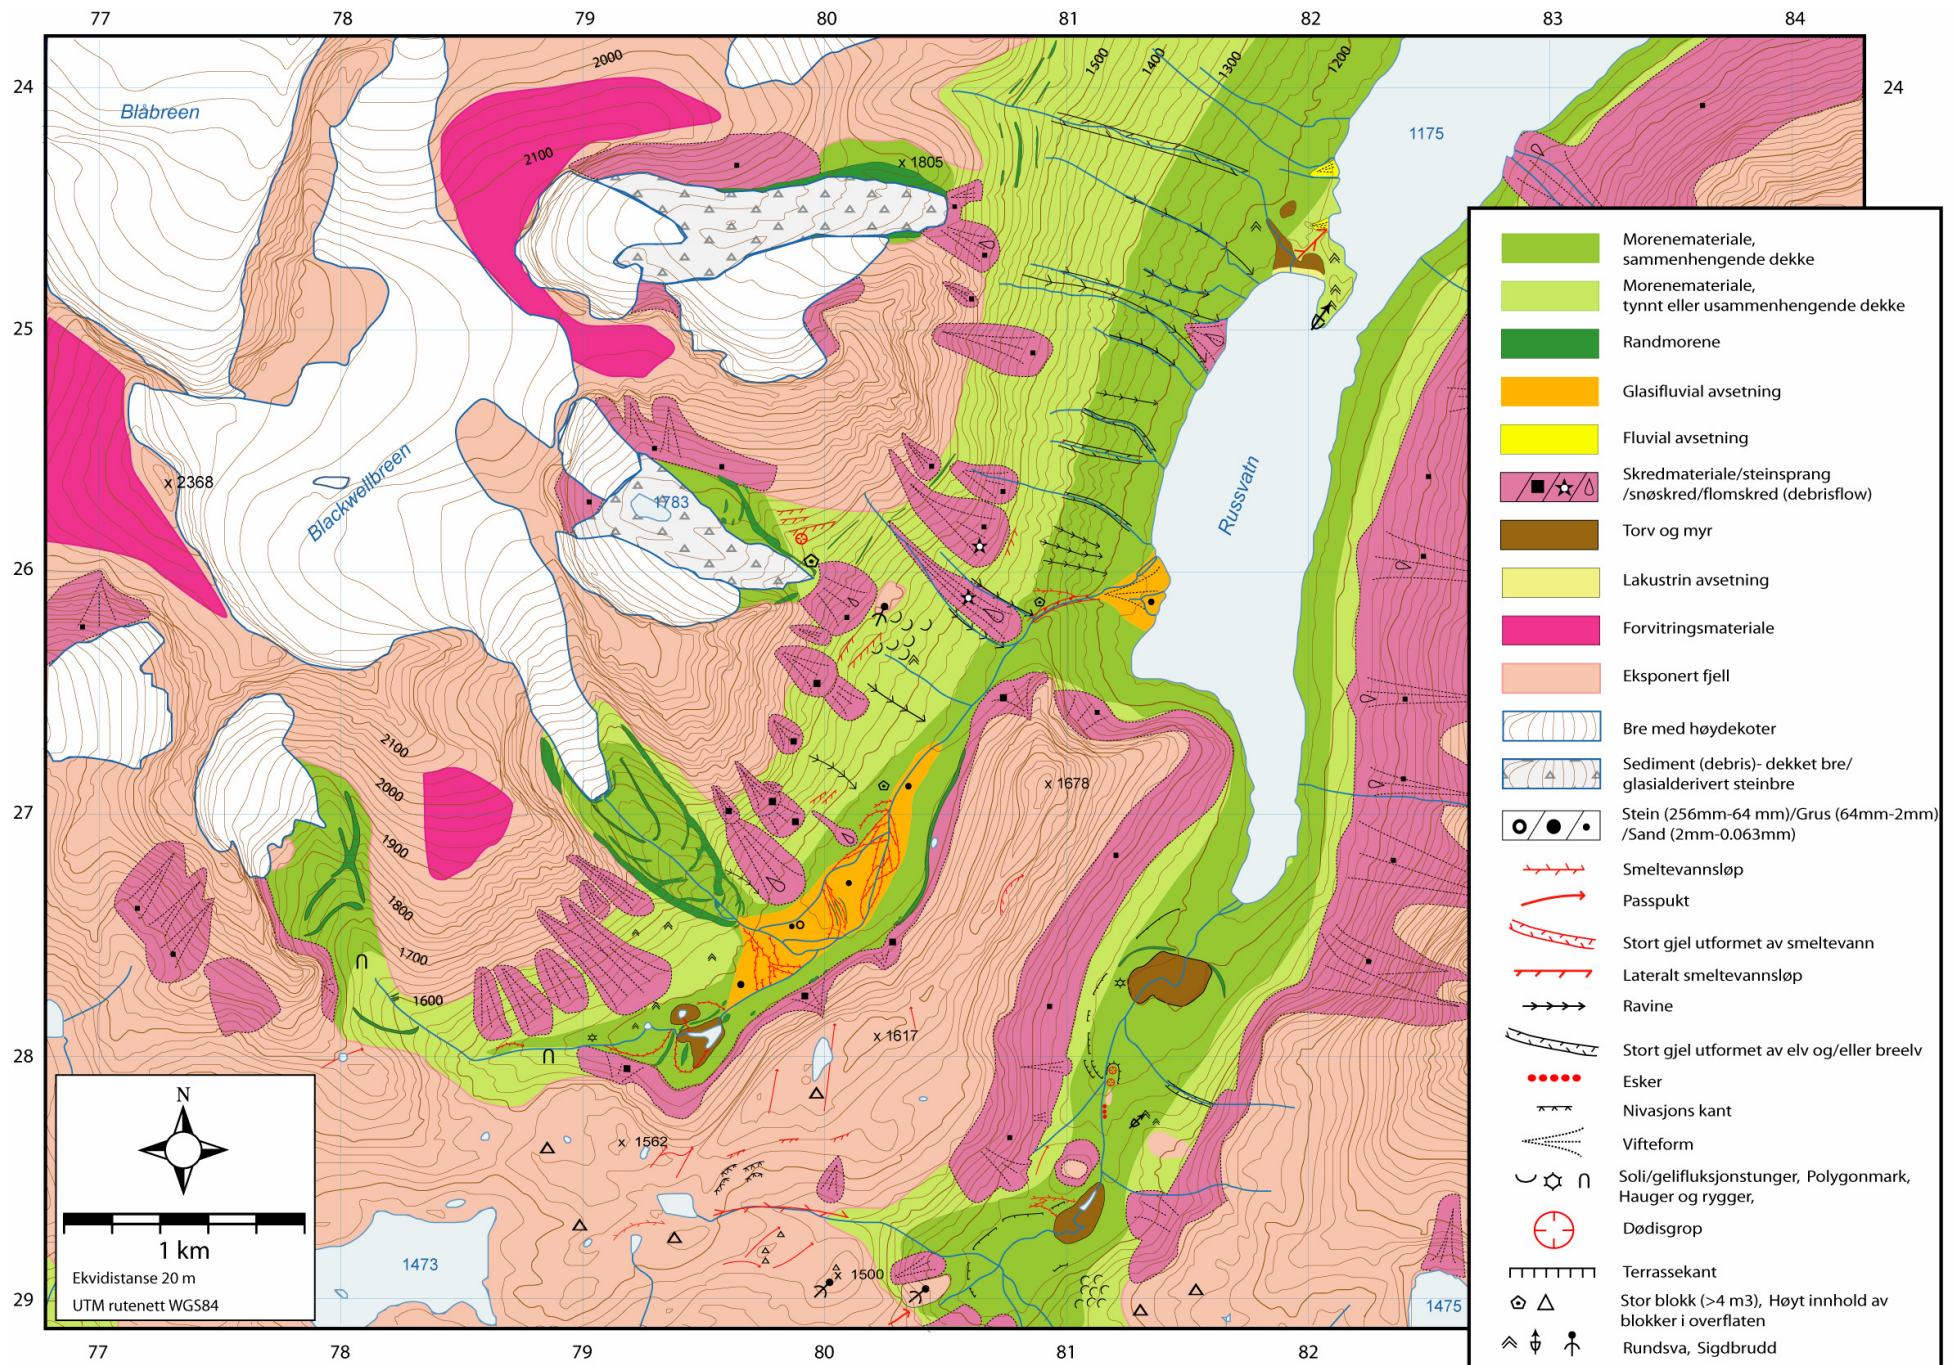 77 78 79 80 81 82 83 84
24 24
25
26
27
28
29
77 78 79 80 81 82
2000
1500
1400
1300
1200
Blåbreen
1175
2100
x 1805
x 2368
Blackwellbreen
1783
Russvatn
2100
2000
1900
1800
1700
1600
x 1678
x 1617
x 1562
x 1500
1473
1475
N
1 km
Ekvidistanse 20 m
UTM rutenett WGS84
Morenemateriale,
sammenhengende dekke
Morenemateriale,
tynnt eller usammenhengende dekke
Randmorene
Glasifluvial avsetning
Fluvial avsetning
Skredmateriale/steinsprang
/snøskred/flomskred (debrisflow)
Torv og myr
Lakustrin avsetning
Forvitringsmateriale
Eksponert fjell
Bre med høydekoter
Sediment (debris)- dekket bre/
glasialderivert steinbre
Stein (256mm-64 mm)/Grus (64mm-2mm)
/Sand (2mm-0.063mm)
Smeltevannsløp
Passpukt
Stort gjel utformet av smeltevann
Lateralt smeltevannsløp
Ravine
Stort gjel utformet av elv og/eller breelv
Esker
Nivasjons kant
Vifteform
Soli/gelifluksjonstunger, Polygonmark,
Hauger og rygger,
Dødisgrop
Terrassekant
Stor blokk (>4 m3), Høyt innhold av
blokker i overflaten
Rundsva, Sigdbrudd